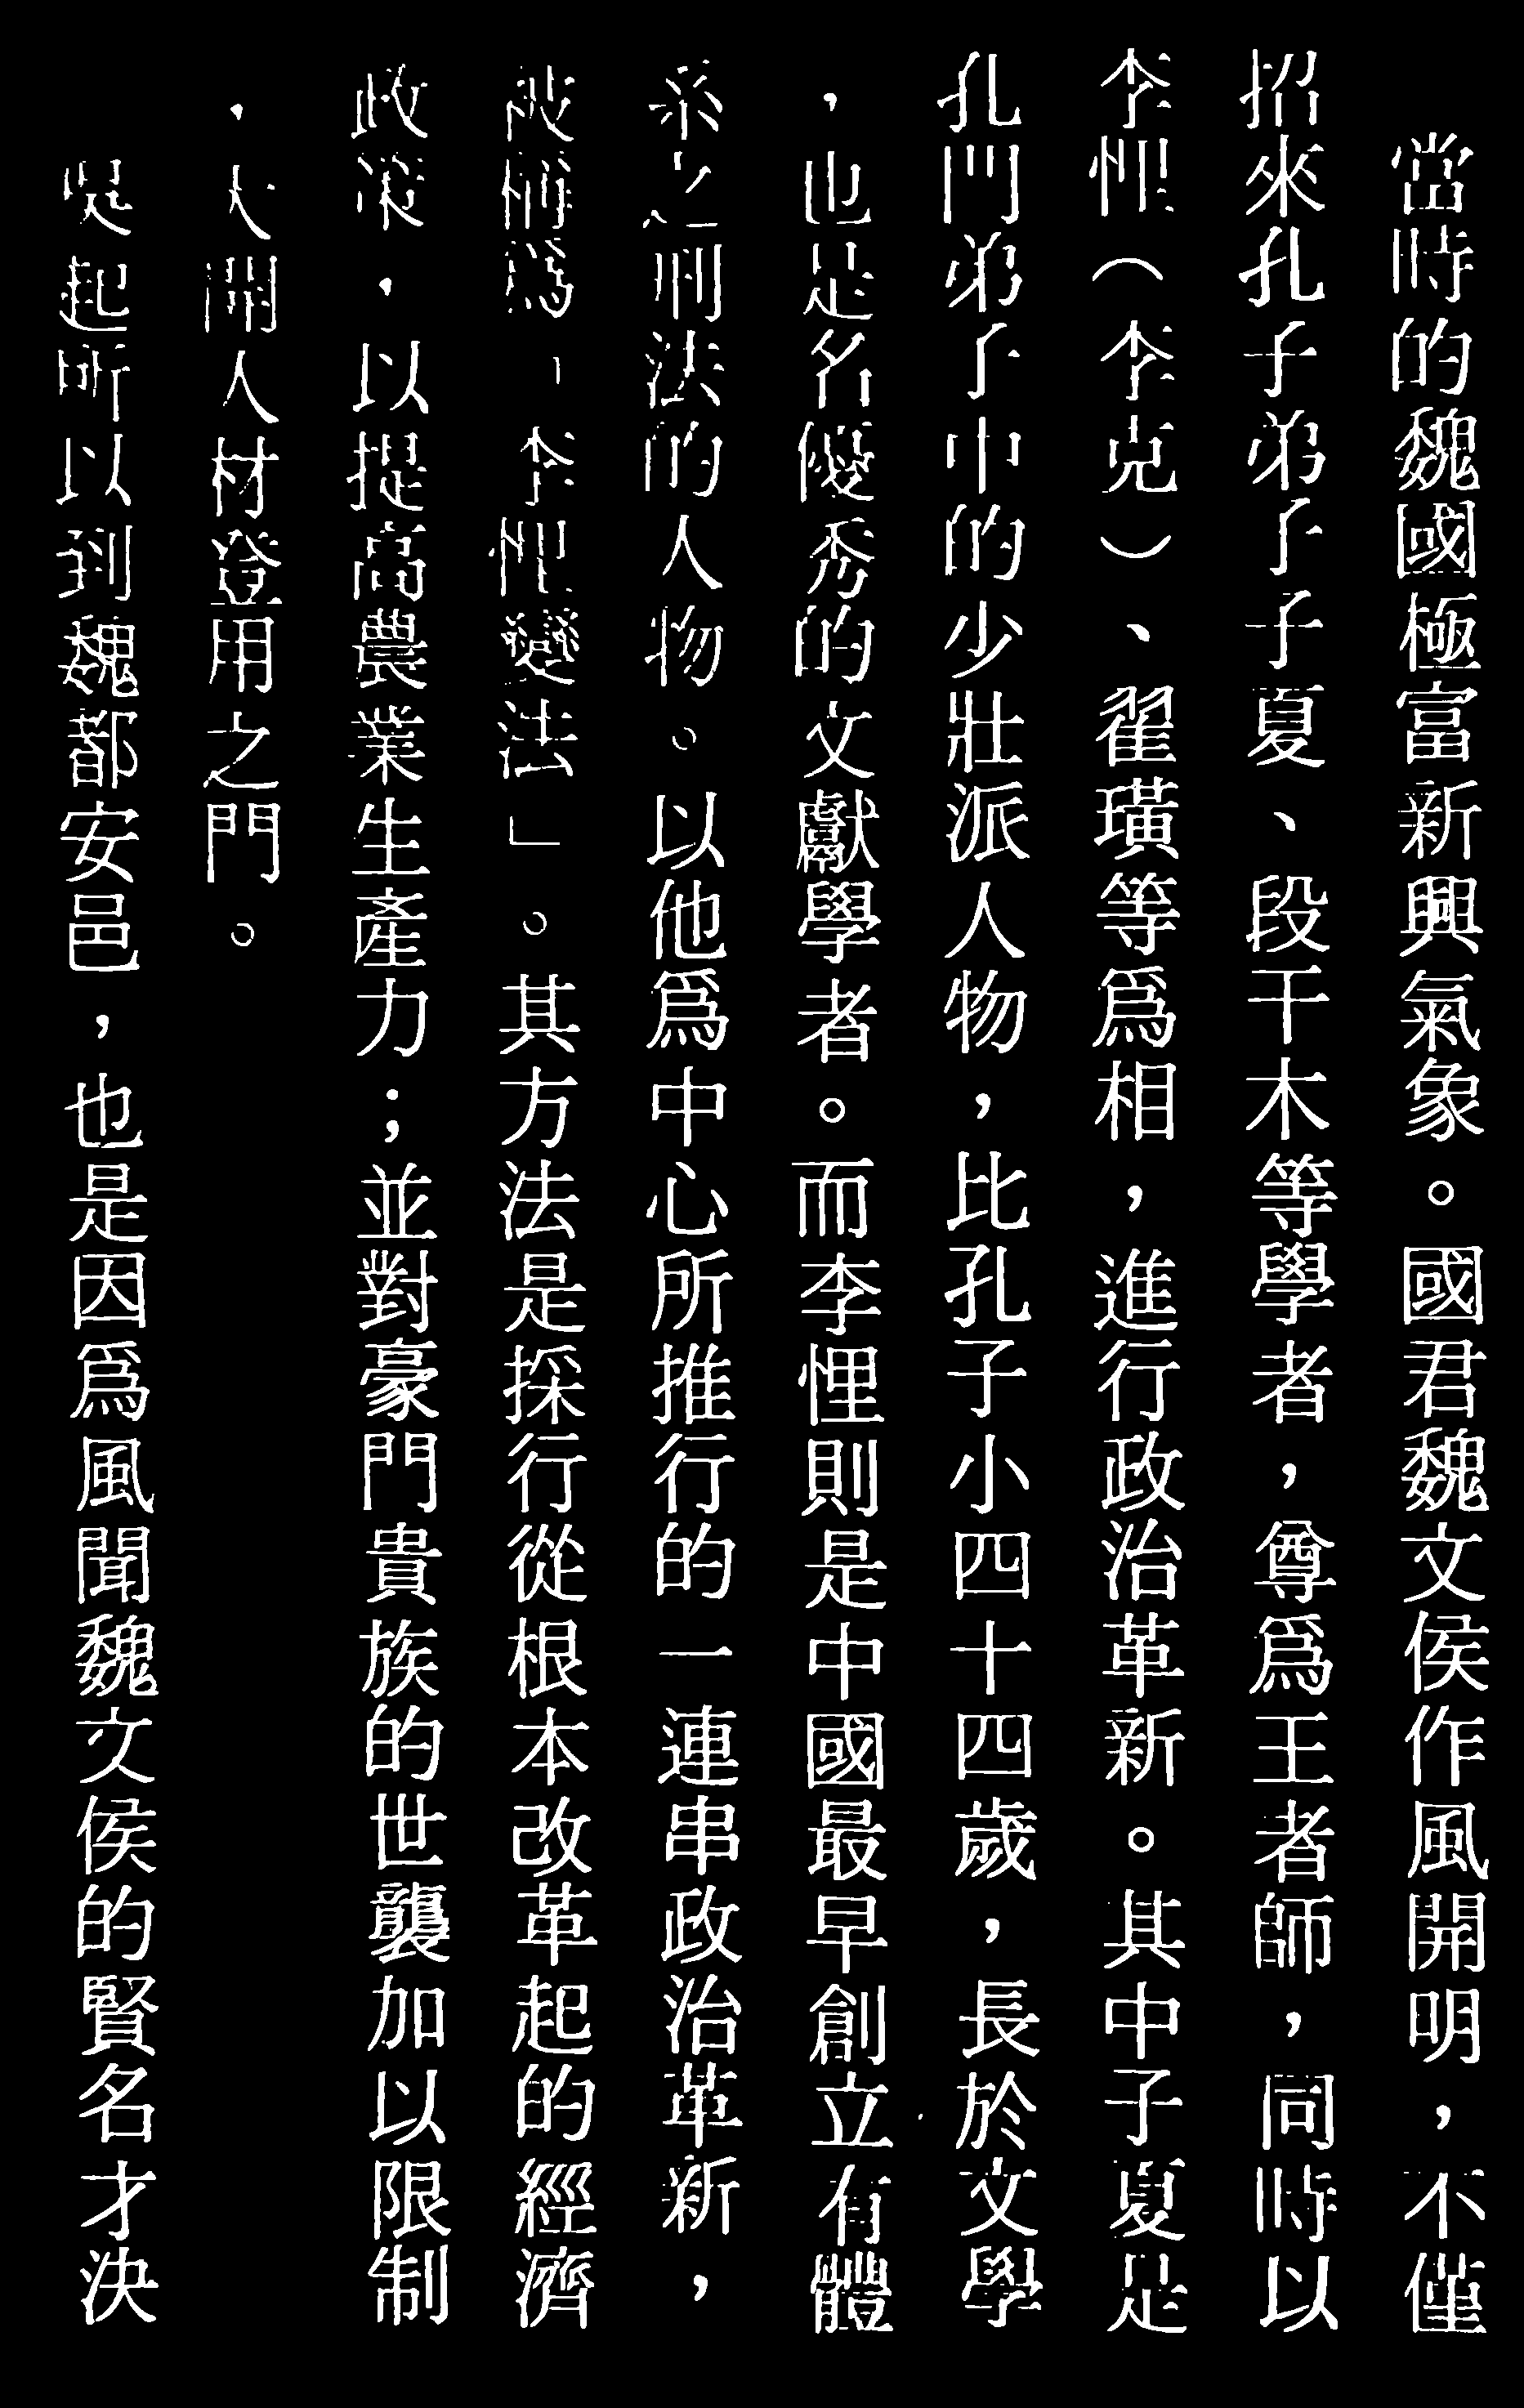 當時的魏國極富新興氣象。國君魏文侯作風開明，不僅
招來孔子弟子子夏、段干木等學者，尊爲王者師，同時以
李悝（李克）、翟璜等爲相，進行政治革新。其中子夏是
孔門弟子中的少壯派人物，比孔子小四十四歲，長於文學
，也是名優秀的文獻學者。而李悝則是中國最早創立有體
系之刑法的人物。以他爲中心所推行的一連串政治革新，
被稱爲「李悝變法」。其方法是採行從根本改革起的經濟
政策，以提高農業生產力；並對豪門貴族的世襲加以限制
，大開人材登用之門。
吳起所以到魏都安邑，也是因爲風聞魏文侯的賢名才決